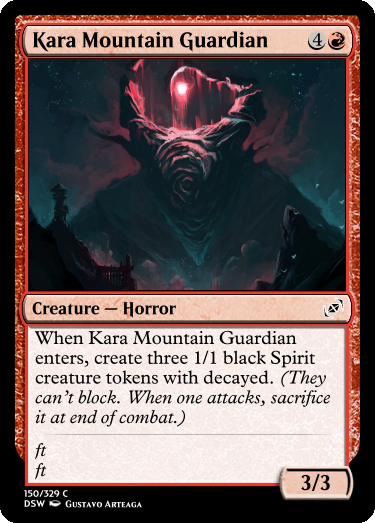 Kara Mountain Guardian 4
Creature — Horror
When Kara Mountain Guardian
enters, create three 1/1 black Spirit
creature tokens with decayed. (They
can't block. When one attacks, sacrifice
it at end of combat.)
ft
ft
3/3
150/329 C
DSW Gustavo Arteaga